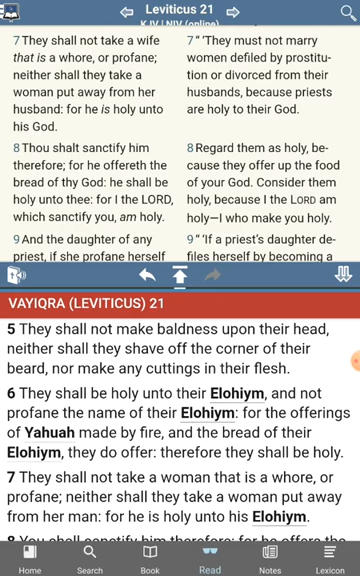 Leviticus 21
KJV | NIV (online)
7 They shall not take a wife
that is a whore, or profane;
neither shall they take a
woman put away from her
husband: for he is holy unto
his God.
8 Thou shalt sanctify him
therefore; for he offereth the
bread of thy God: he shall be
holy unto thee: for I the LORD,
which sanctify you, am holy.
9 And the daughter of any
priest, if she profane herself
7 “ ‘They must not marry
women defiled by prostitu-
tion or divorced from their
husbands, because priests
are holy to their God.
8 Regard them as holy, be-
cause they offer up the food
of your God. Consider them
holy, because I the LORD am
holy—I who make you holy.
9 “ ‘If a priest’s daughter de-
files herself by becoming a
VAYIQRA (LEVITICUS) 21
5 They shall not make baldness upon their head,
neither shall they shave off the corner of their
beard, nor make any cuttings in their flesh.
6 They shall be holy unto their Elohiym, and not
profane the name of their Elohiym: for the offerings
of Yahuah made by fire, and the bread of their
Elohiym, they do offer: therefore they shall be holy.
7 They shall not take a woman that is a whore, or
profane; neither shall they take a woman put away
from her man: for he is holy unto his Elohiym.
8 You shall sanctify him therefore: for he offers the
Home
Search
Book
Read
Notes
Lexicon